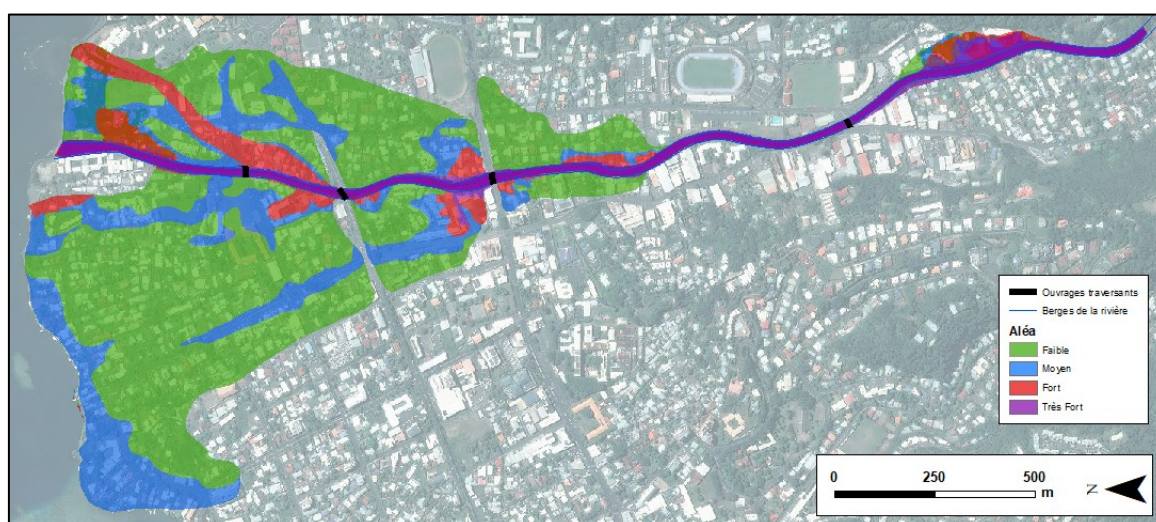 Ouvrages traversants
Berges de la rivière
Aléa
Faible
Moyen
Fort
Très Fort
0 250 500
m
N